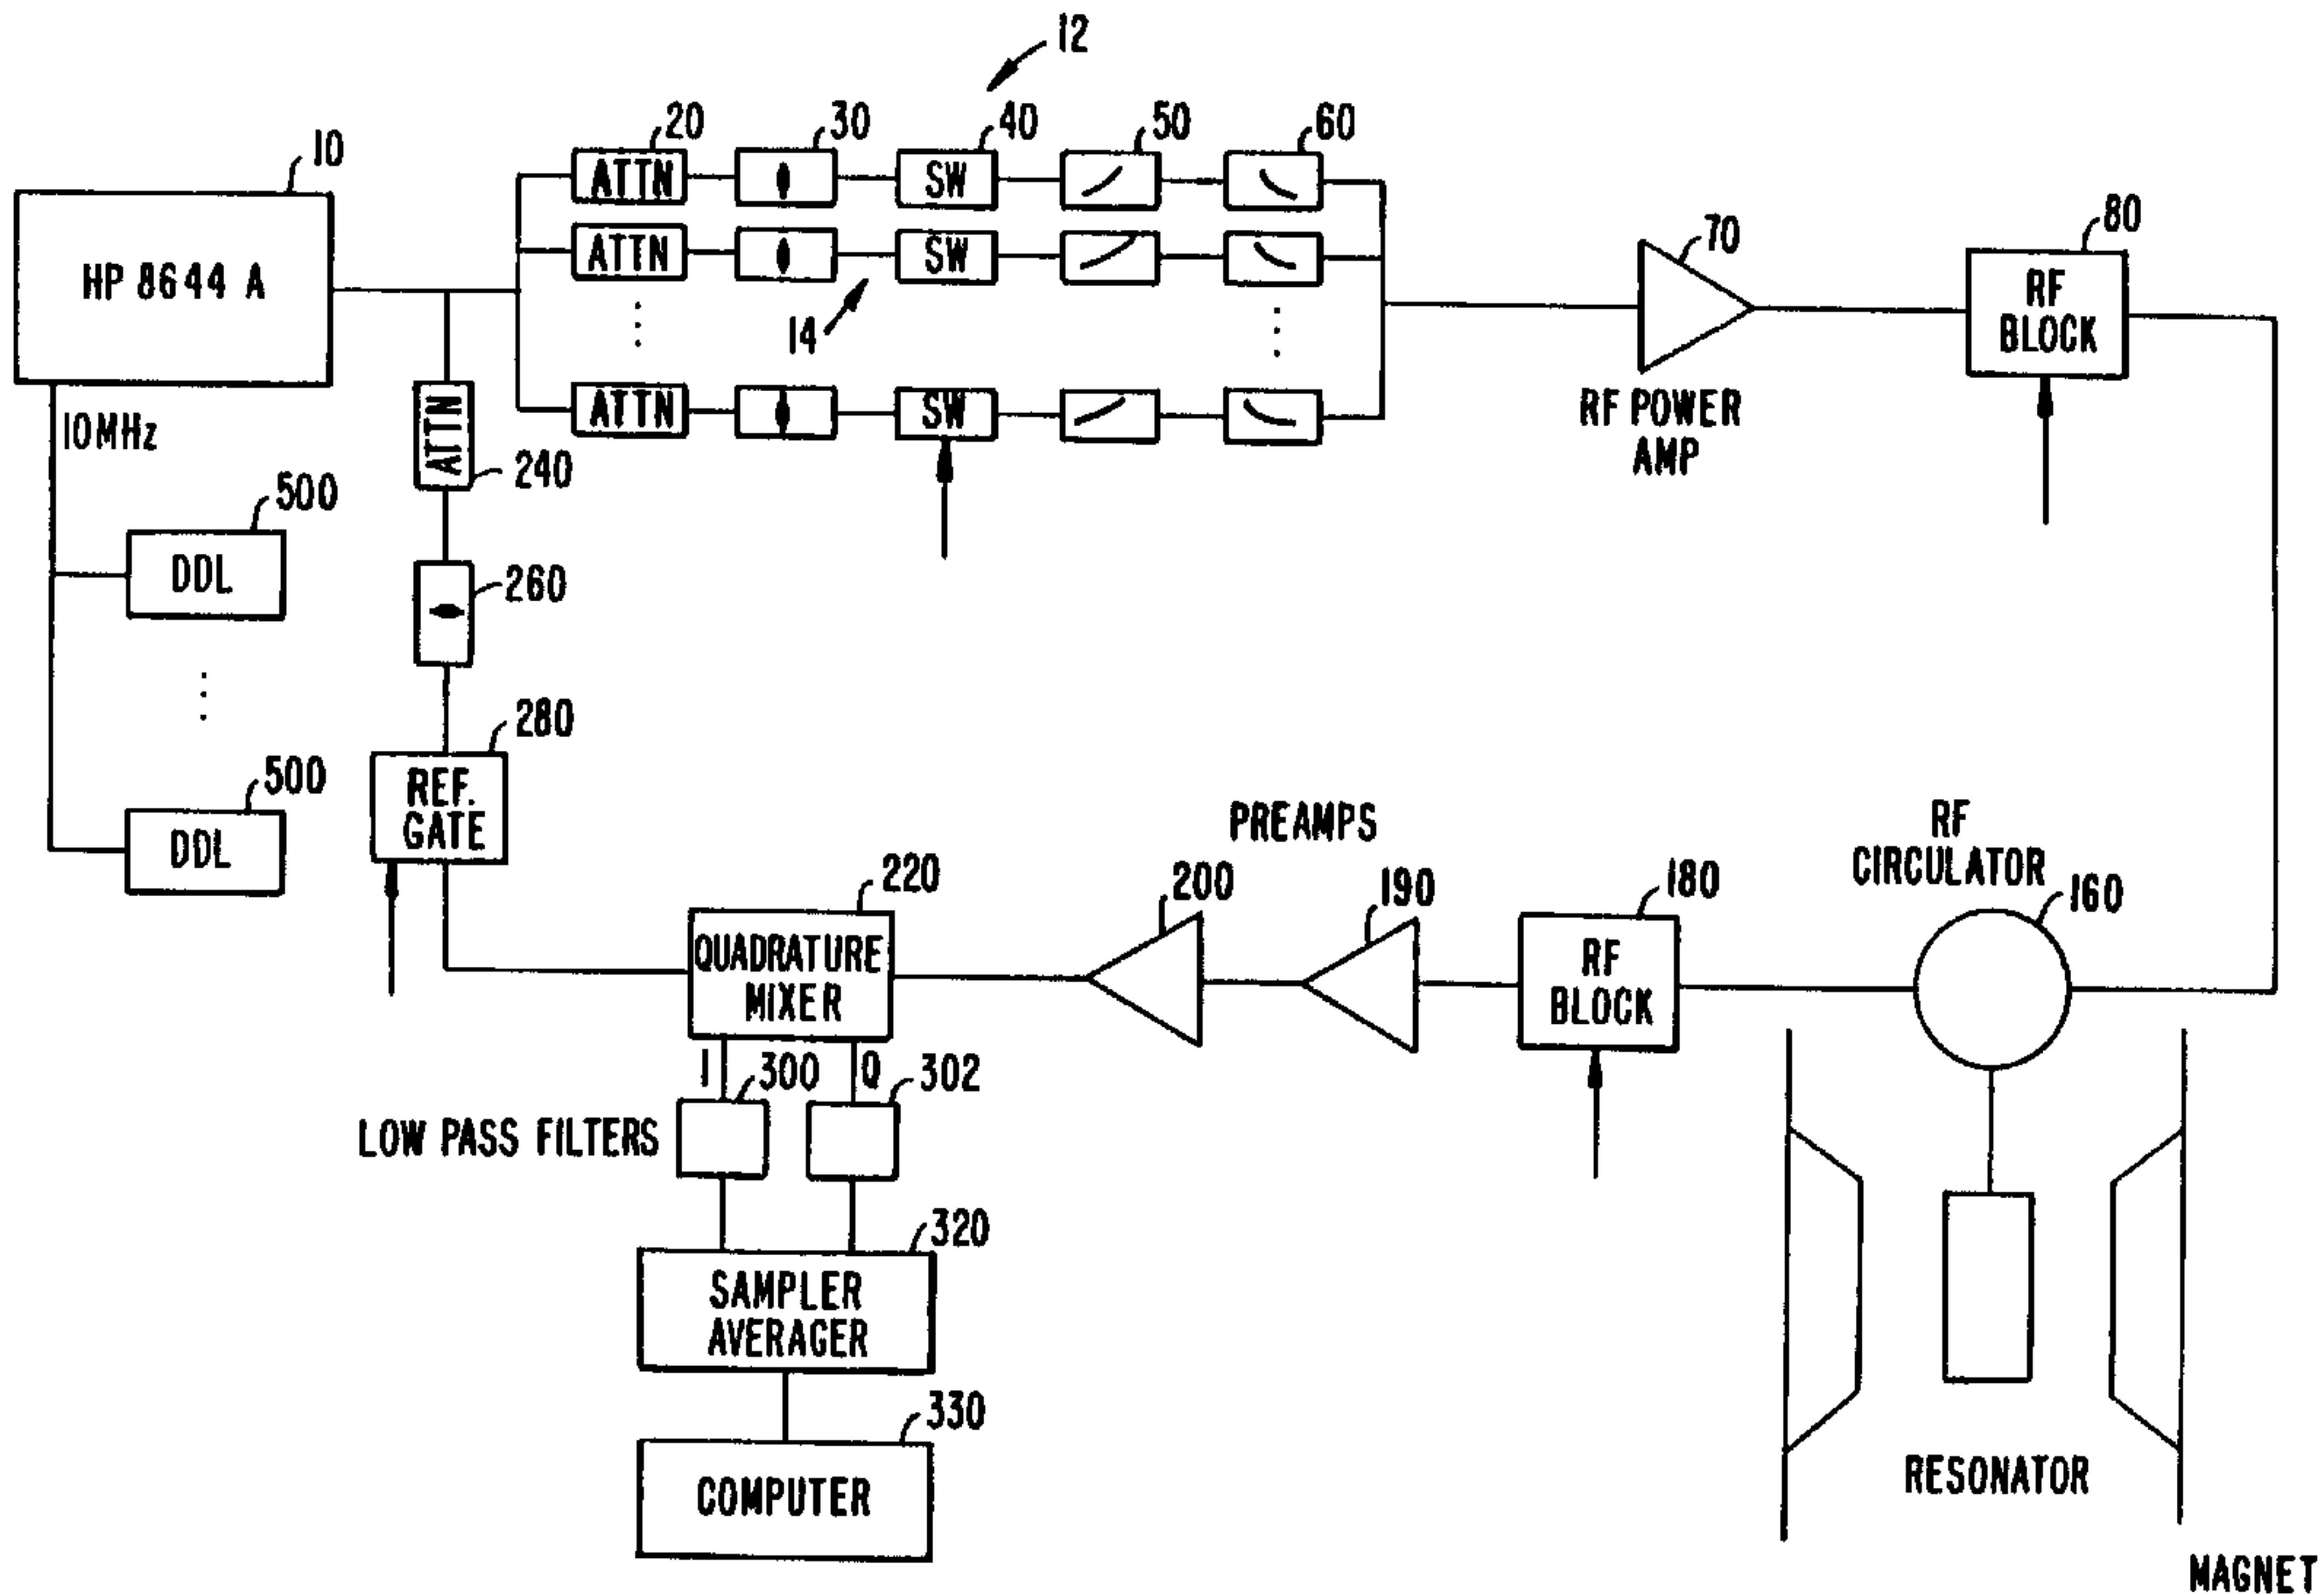 12
10
20
30
40
50
60
ATTN
SW
HP 8644 A
ATTN
SW
14
ATTN
SW
70
RF POWER
AMP
80
RF
BLOCK
10MHz
ATTN
240
500
DDL
260
500
DDL
280
REF.
GATE
PREAMPS
220
QUADRATURE
MIXER
200
190
180
RF
BLOCK
RF
CIRCULATOR
160
I
300
Q
302
LOW PASS FILTERS
320
SAMPLER
AVERAGER
330
COMPUTER
RESONATOR
MAGNET